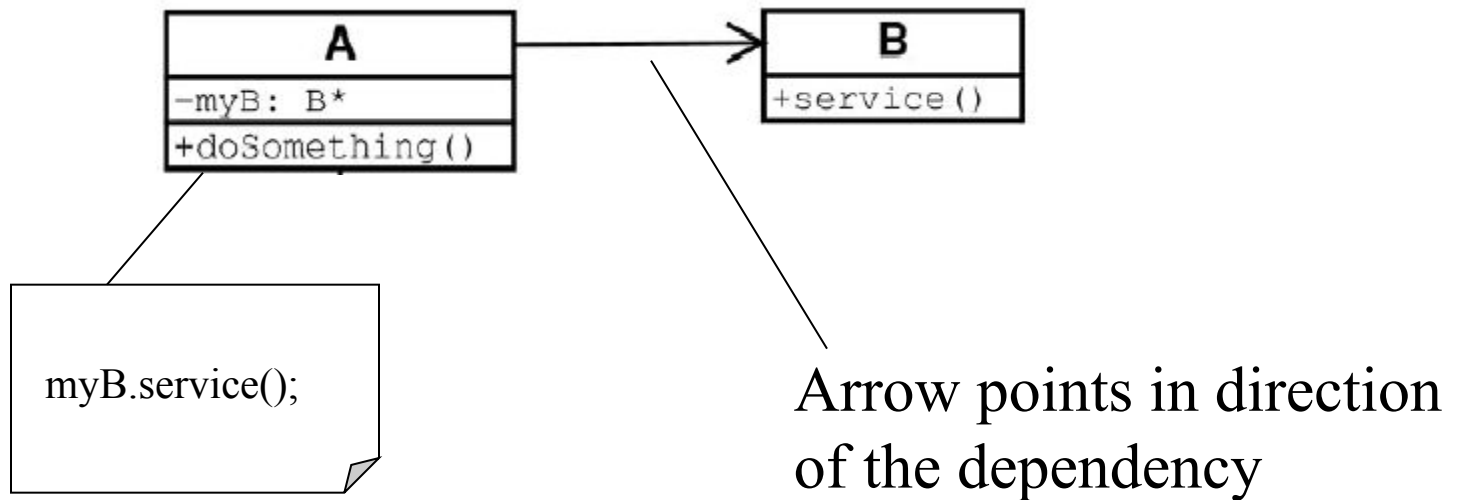 A
-myB: B*
+doSomething()
B
+service()
myB.service();
Arrow points in direction
of the dependency